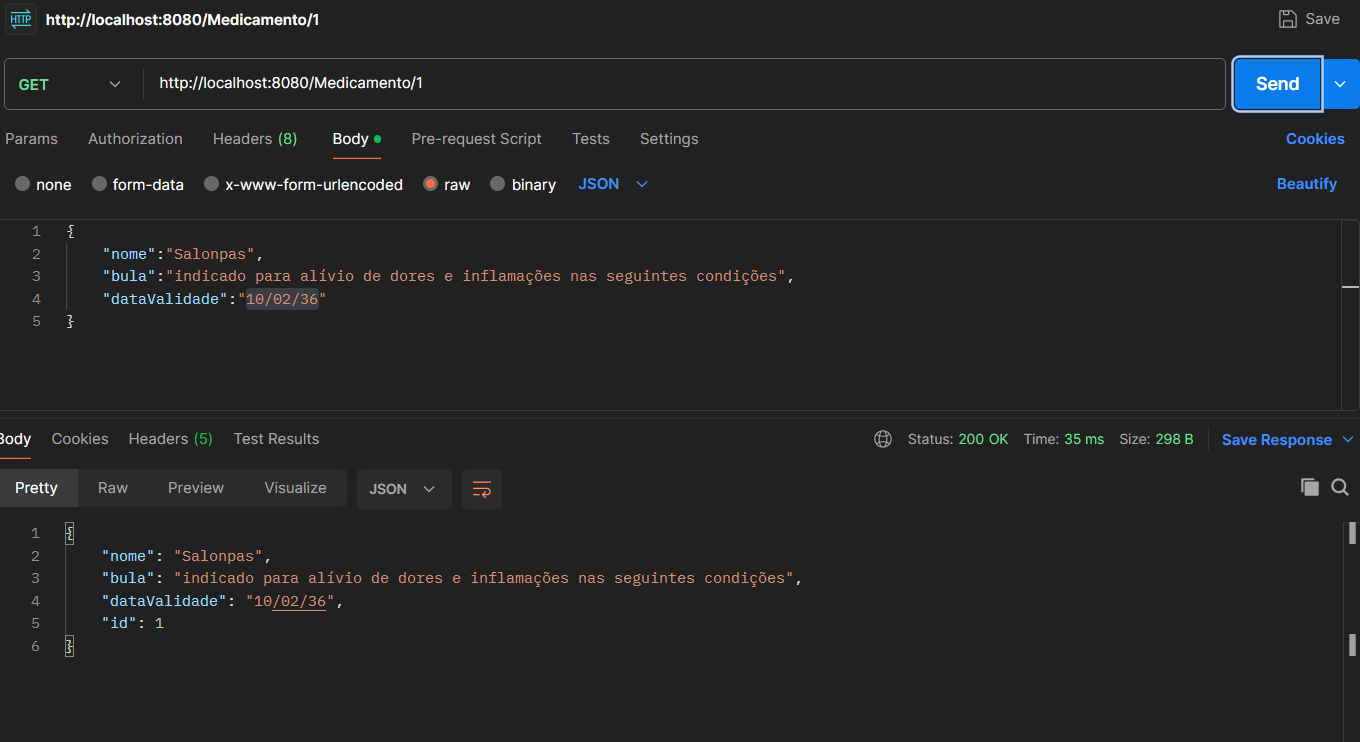 HTTP http://localhost:8080/Medicamento/1 Save
GET http://localhost:8080/Medicamento/1 Send
Params Authorization Headers (8) Body Pre-request Script Tests Settings Cookies
none form-data x-www-form-urlencoded raw binary JSON Beautify
1 {
2 "nome":"Salonpas",
3 "bula":"indicado para alívio de dores e inflamações nas seguintes condições",
4 "dataValidade":"10/02/36"
5 }
Body Cookies Headers (5) Test Results Status: 200 OK Time: 35 ms Size: 298 B Save Response
Pretty Raw Preview Visualize JSON
1 {
2 "nome": "Salonpas",
3 "bula": "indicado para alívio de dores e inflamações nas seguintes condições",
4 "dataValidade": "10/02/36",
5 "id": 1
6 }